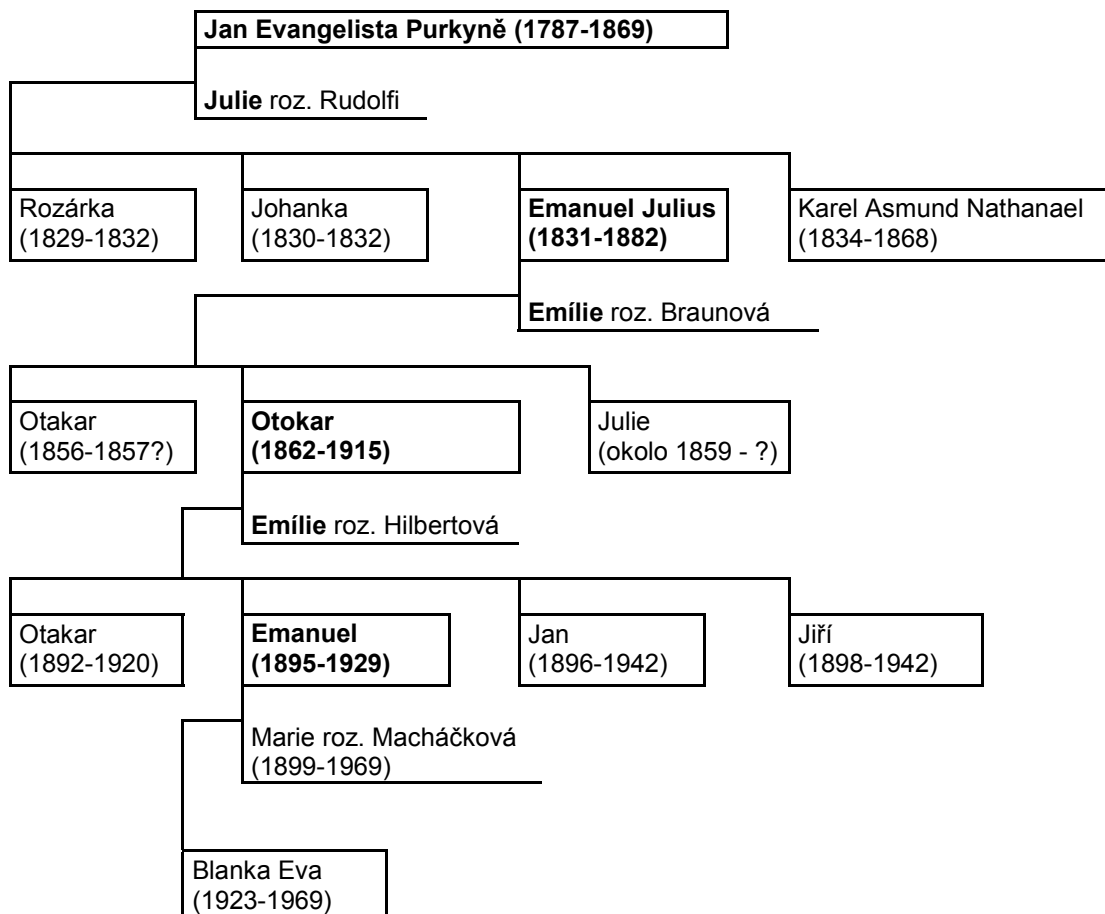 Jan Evangelista Purkyně (1787-1869)
Julie roz. Rudolfi
Rozárka
(1829-1832)
Johanka
(1830-1832)
Emanuel Julius
(1831-1882)
Karel Asmund Nathanael
(1834-1868)
Emílie roz. Braunová
Otakar
(1856-1857?)
Otokar
(1862-1915)
Julie
(okolo 1859 - ?)
Emílie roz. Hilbertová
Otakar
(1892-1920)
Emanuel
(1895-1929)
Jan
(1896-1942)
Jiří
(1898-1942)
Marie roz. Macháčková
(1899-1969)
Blanka Eva
(1923-1969)